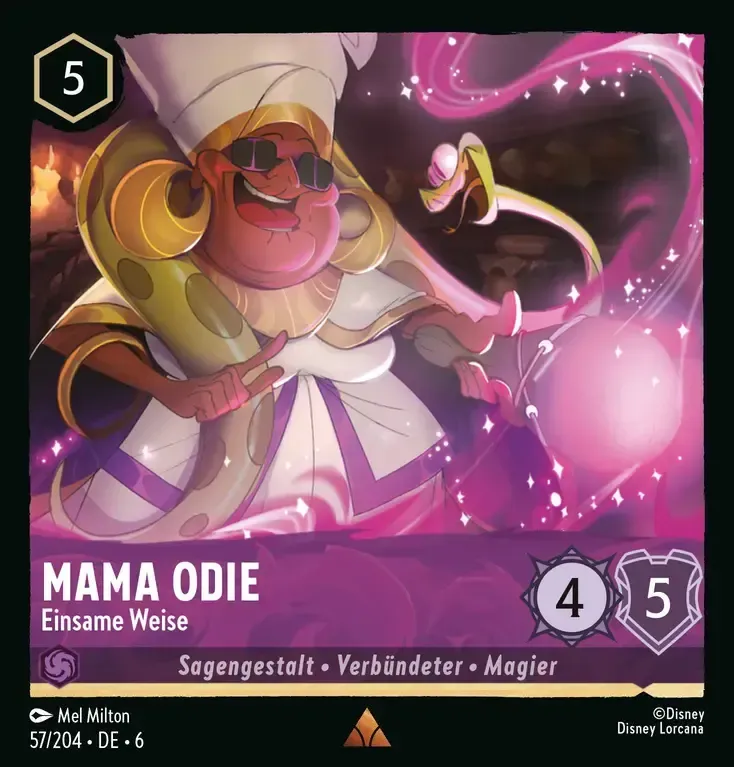 5
MAMA ODIE
Einsame Weise
4
5
Sagengestalt • Verbündeter • Magier
Mel Milton
57/204 • DE • 6
©Disney
Disney Lorcana